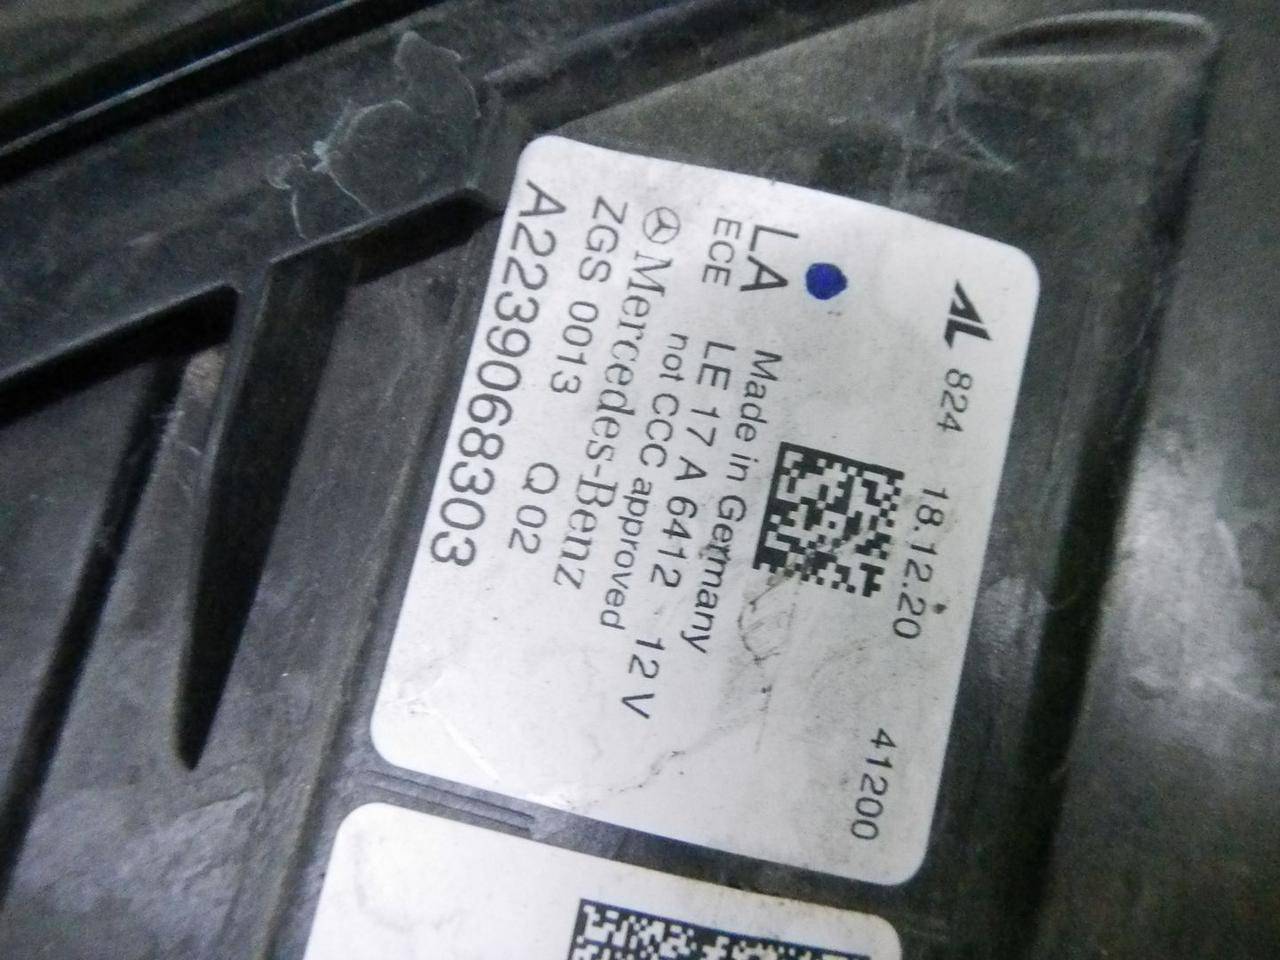 AL 824 18.12.20 41200
LA Made in Germany
ECE LE 17 A 6412 12 V
not CCC approved
Mercedes-Benz
ZGS 0013 Q 02
A2239068303